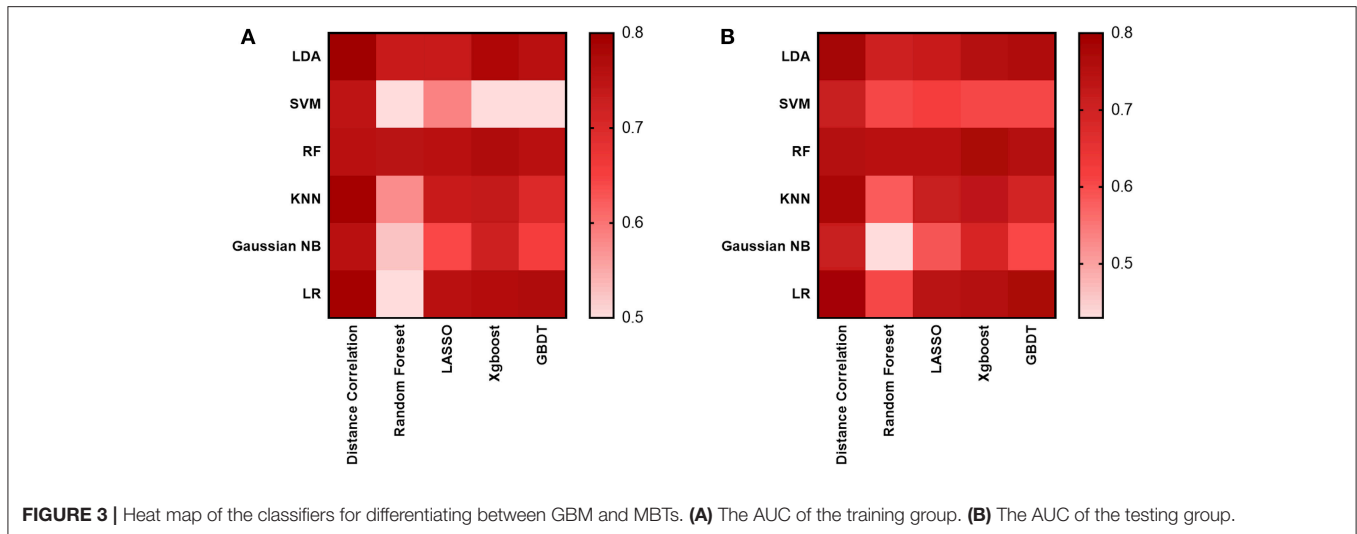 A
LDA
SVM
RF
KNN
Gaussian NB
LR
Distance Correlation
Random Foreset
LASSO
Xgboost
GBDT
0.8
0.7
0.6
0.5
B
LDA
SVM
RF
KNN
Gaussian NB
LR
Distance Correlation
Random Foreset
LASSO
Xgboost
GBDT
0.8
0.7
0.6
0.5
FIGURE 3 | Heat map of the classifiers for differentiating between GBM and MBTs. (A) The AUC of the training group. (B) The AUC of the testing group.